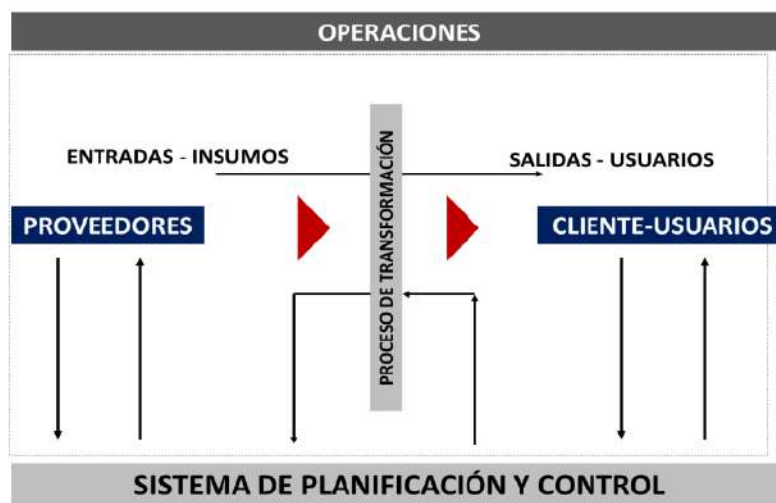 OPERACIONES
ENTRADAS - INSUMOS
SALIDAS - USUARIOS
PROVEEDORES
PROCESO DE TRANSFORMACIÓN
CLIENTE-USUARIOS
SISTEMA DE PLANIFICACIÓN Y CONTROL